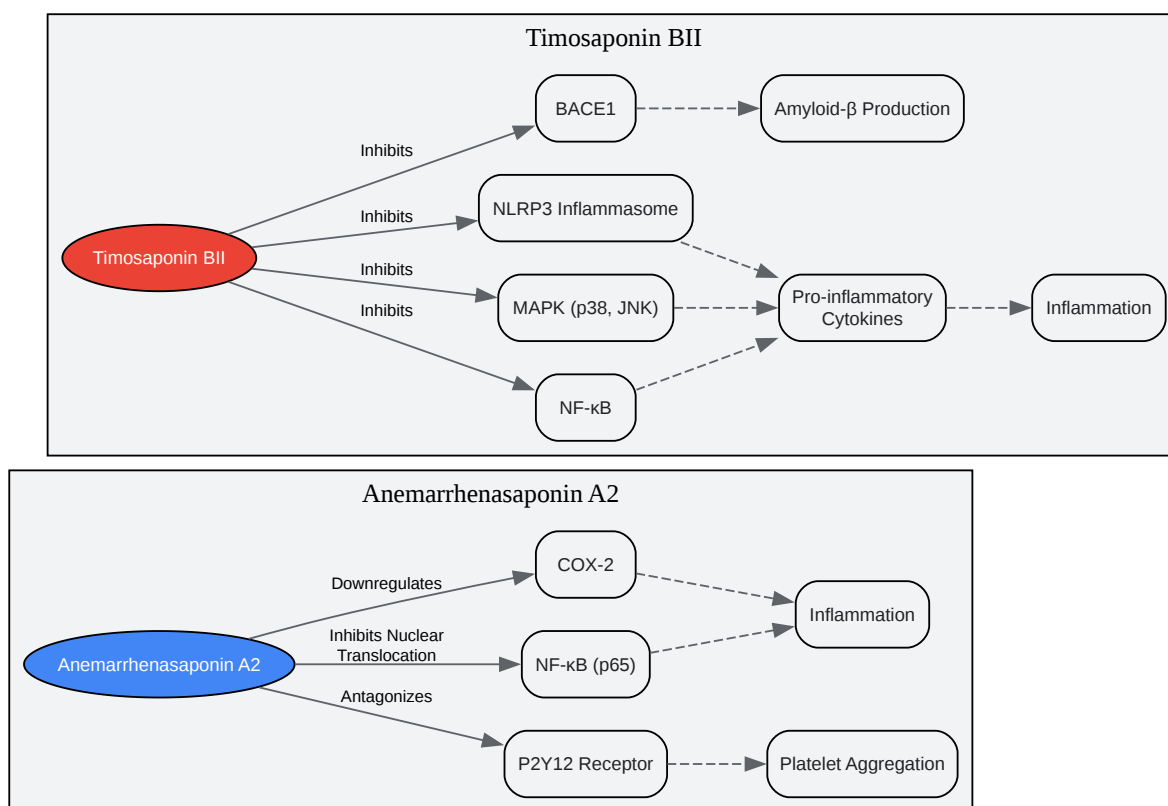 Timosaponin BII
BACE1
Amyloid-β Production
Inhibits
NLRP3 Inflammasome
Inhibits
Timosaponin BII
Inhibits
MAPK (p38, JNK)
Pro-inflammatory
Cytokines
Inflammation
Inhibits
NF-κB
Anemarrhenasaponin A2
COX-2
Downregulates
Inflammation
Inhibits Nuclear
Translocation
Anemarrhenasaponin A2
NF-κB (p65)
Antagonizes
P2Y12 Receptor
Platelet Aggregation